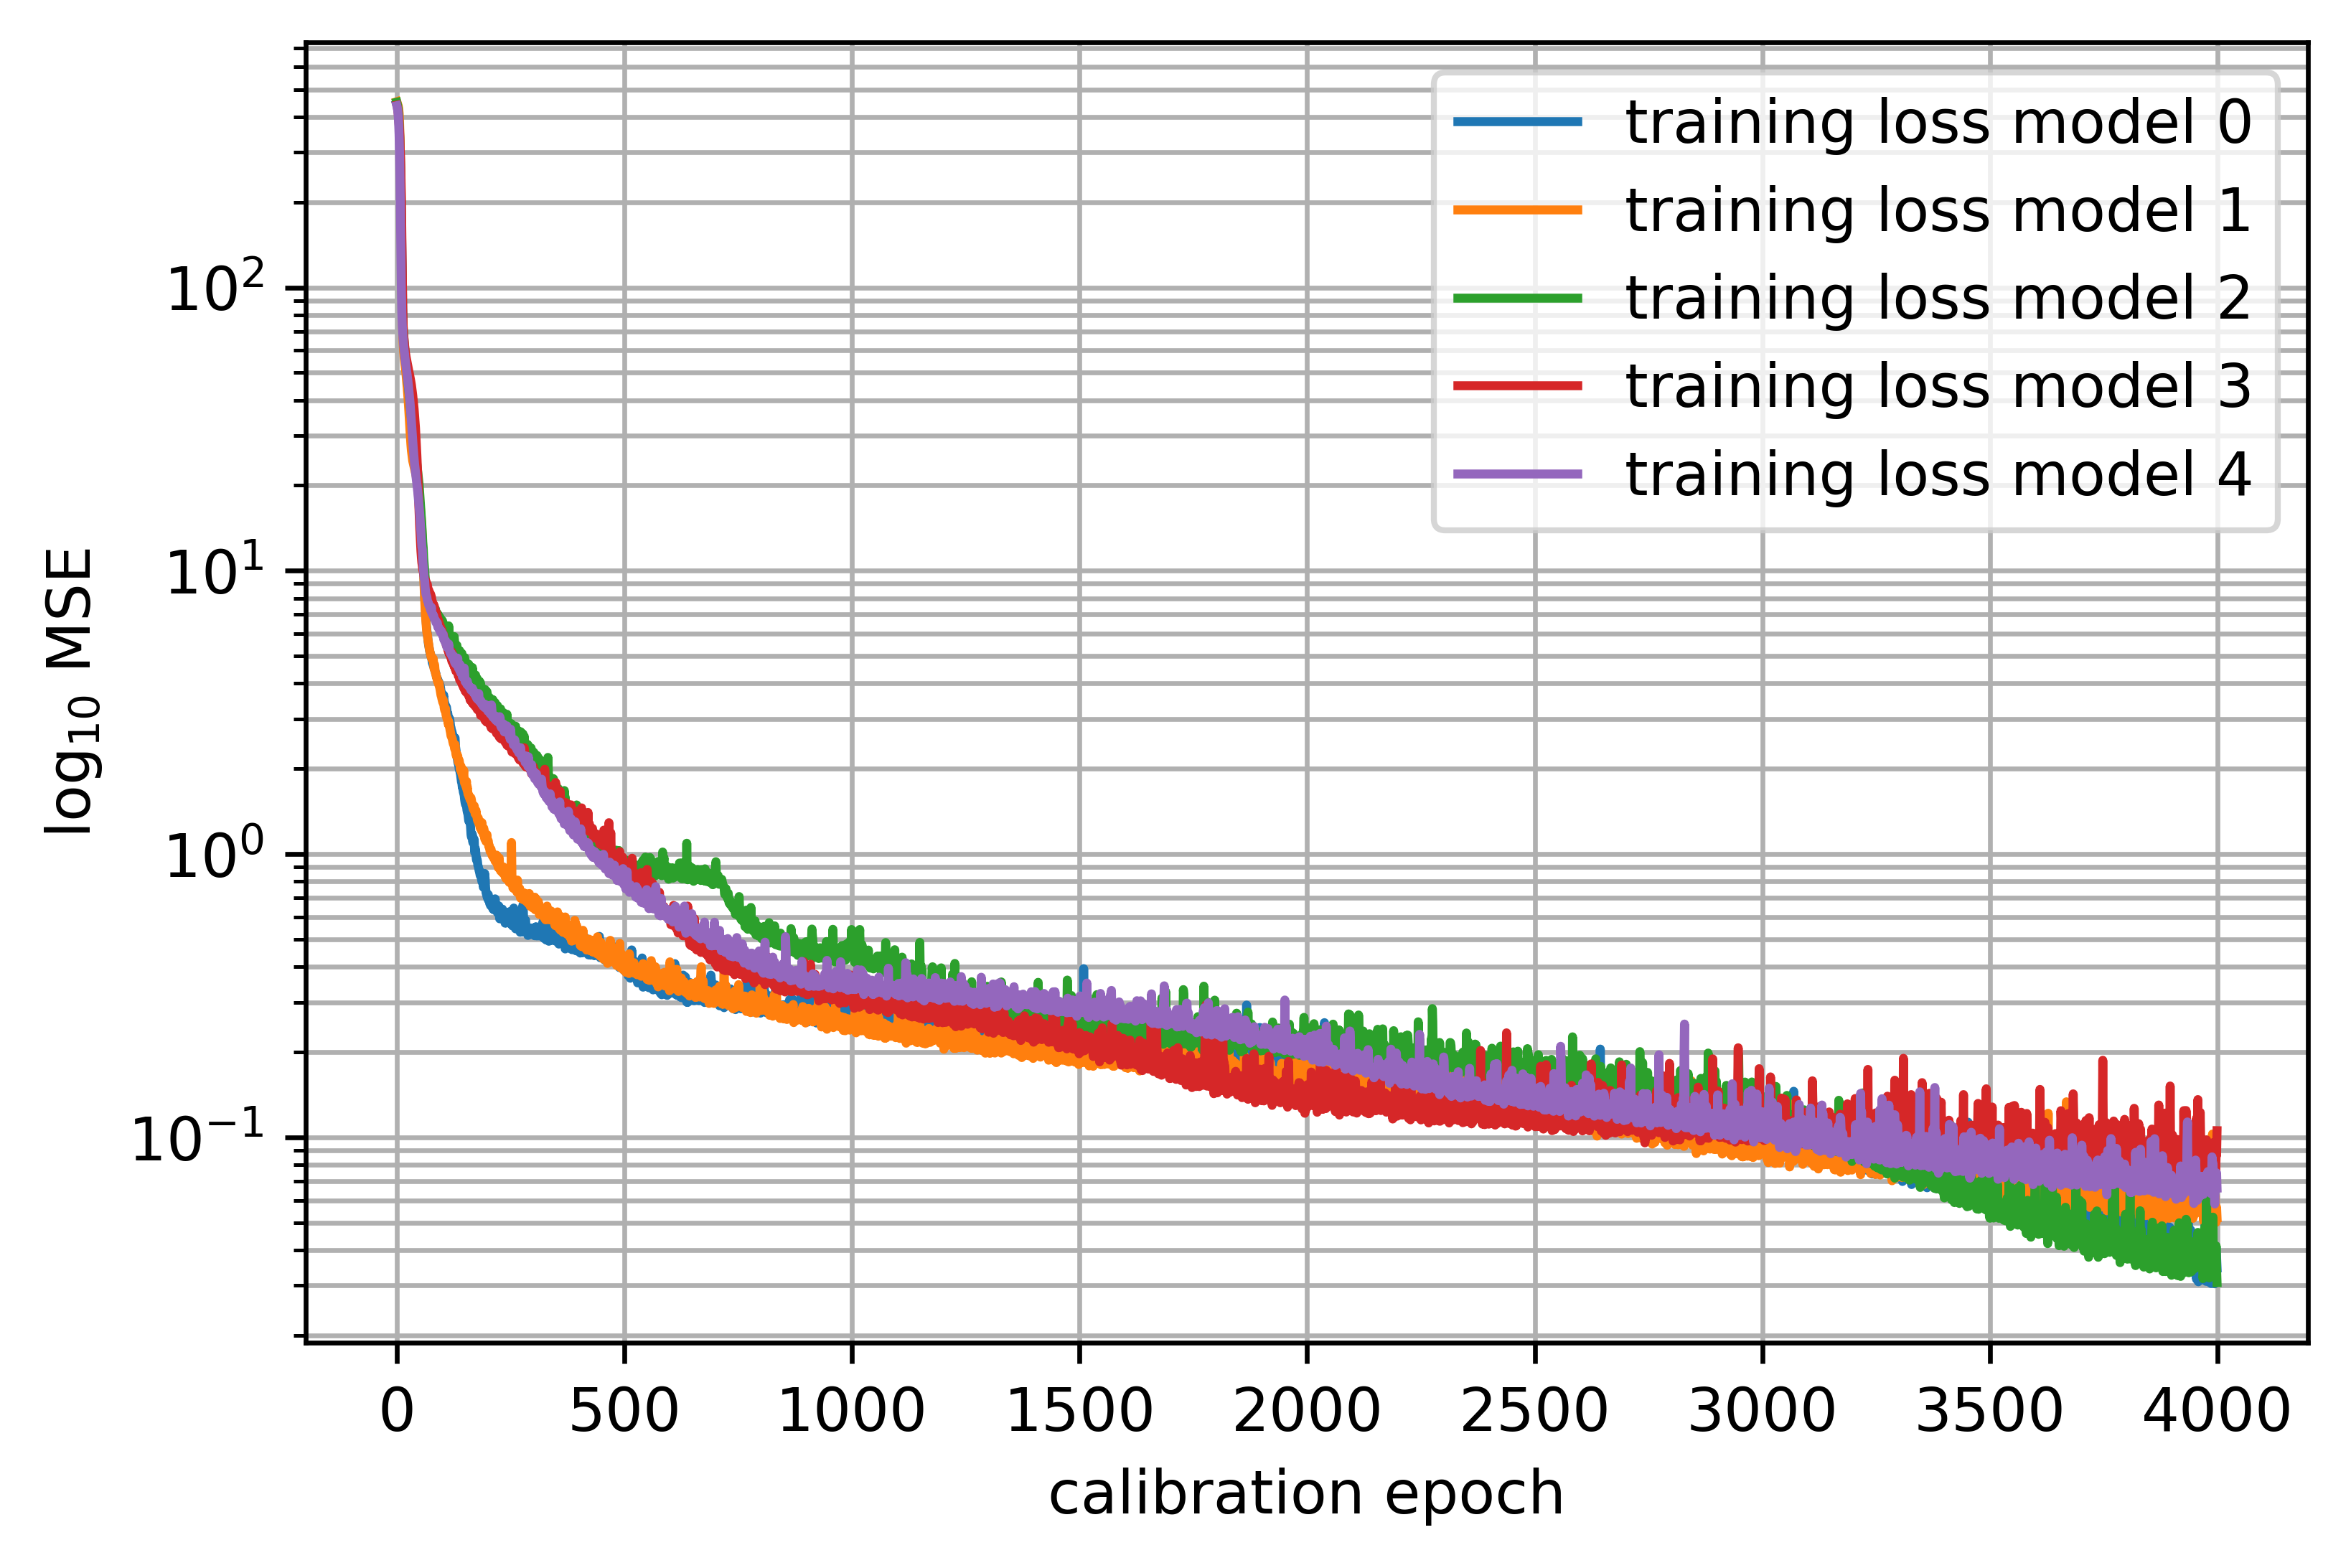 training loss model 0
training loss model 1
training loss model 2
training loss model 3
training loss model 4
10²
10¹
10⁰
10⁻¹
log₁₀ MSE
0 500 1000 1500 2000 2500 3000 3500 4000
calibration epoch